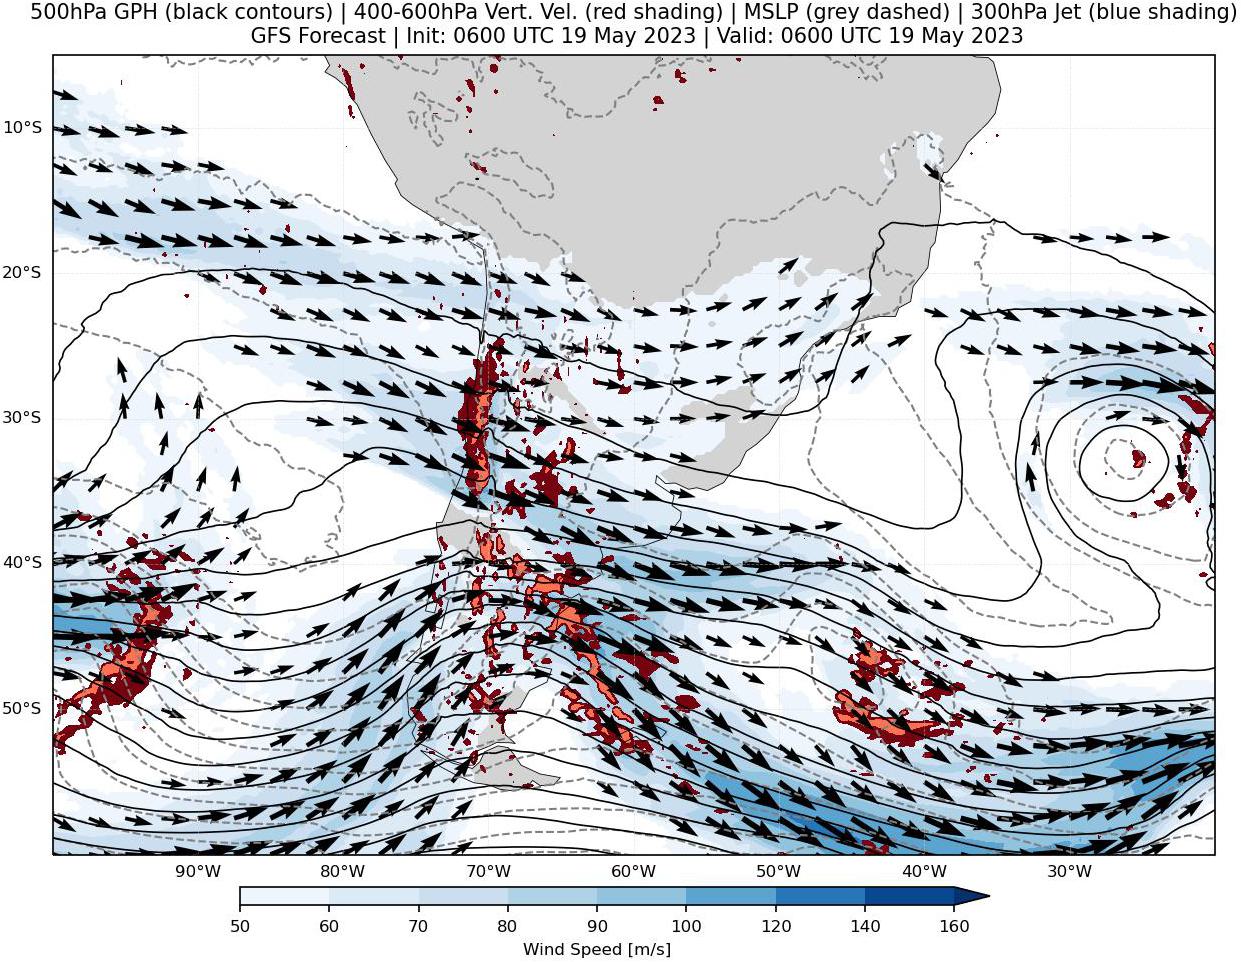 500hPa GPH (black contours) | 400-600hPa Vert. Vel. (red shading) | MSLP (grey dashed) | 300hPa Jet (blue shading)
GFS Forecast | Init: 0600 UTC 19 May 2023 | Valid: 0600 UTC 19 May 2023
10°S
20°S
30°S
40°S
50°S
90°W 80°W 70°W 60°W 50°W 40°W 30°W
50 60 70 80 90 100 120 140 160
Wind Speed [m/s]